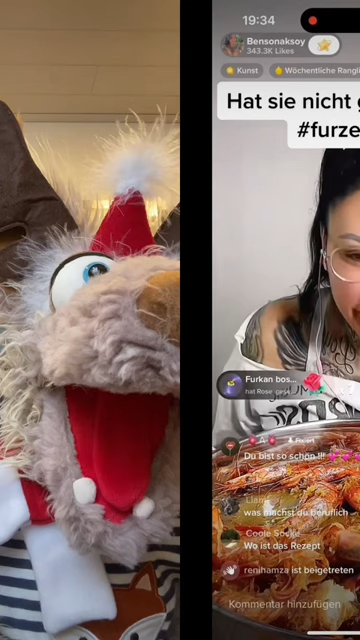 19:34
Bensonaksoy
343.3K Likes
Kunst
Wöchentliche Rangli
Hat sie nicht g
#furze
Furkan bos...
hat Rose gese
A
Du bist so schön !!!
was machst du beruflich
Coole Socke
Wo ist das Rezept
renihamza ist beigetreten
Kommentar hinzufügen